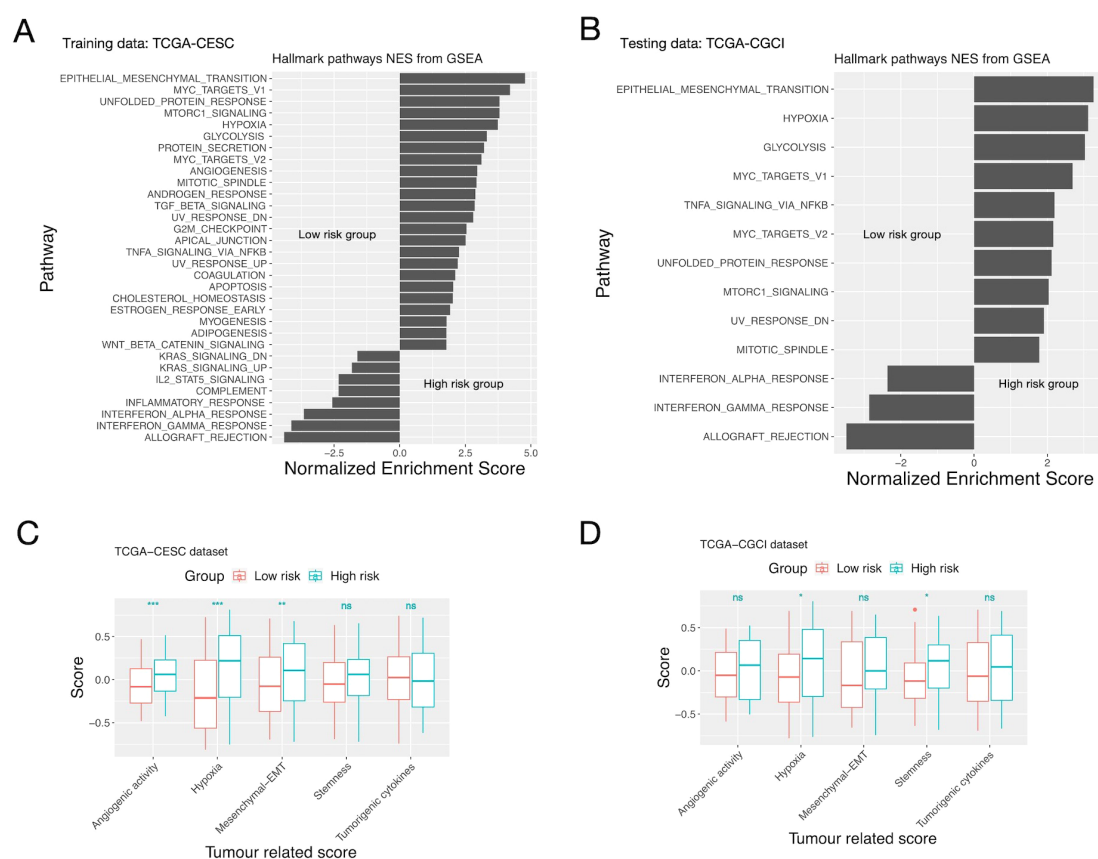 A
Training data: TCGA-CESC
Hallmark pathways NES from GSEA
EPITHELIAL_MESENCHYMAL_TRANSITION
MYC_TARGETS_V1
UNFOLDED_PROTEIN_RESPONSE
MTORC1_SIGNALING
HYPOXIA
GLYCOLYSIS
PROTEIN_SECRETION
MYC_TARGETS_V2
ANGIOGENESIS
MITOTIC_SPINDLE
ANDROGEN_RESPONSE
TGF_BETA_SIGNALING
UV_RESPONSE_DN
G2M_CHECKPOINT
APICAL_JUNCTION
TNFA_SIGNALING_VIA_NFKB
UV_RESPONSE_UP
COAGULATION
APOPTOSIS
CHOLESTEROL_HOMEOSTASIS
ESTROGEN_RESPONSE_EARLY
MYOGENESIS
ADIPOGENESIS
WNT_BETA_CATENIN_SIGNALING
KRAS_SIGNALING_DN
KRAS_SIGNALING_UP
IL2_STAT5_SIGNALING
COMPLEMENT
INFLAMMATORY_RESPONSE
INTERFERON_ALPHA_RESPONSE
INTERFERON_GAMMA_RESPONSE
ALLOGRAFT_REJECTION
Low risk group
High risk group
Pathway
−2.5 0.0 2.5 5.0
Normalized Enrichment Score
B
Testing data: TCGA-CGCI
Hallmark pathways NES from GSEA
EPITHELIAL_MESENCHYMAL_TRANSITION
HYPOXIA
GLYCOLYSIS
MYC_TARGETS_V1
TNFA_SIGNALING_VIA_NFKB
MYC_TARGETS_V2
UNFOLDED_PROTEIN_RESPONSE
MTORC1_SIGNALING
UV_RESPONSE_DN
MITOTIC_SPINDLE
INTERFERON_ALPHA_RESPONSE
INTERFERON_GAMMA_RESPONSE
ALLOGRAFT_REJECTION
Low risk group
High risk group
Pathway
−2 0 2
Normalized Enrichment Score
C
TCGA−CESC dataset
Group Low risk High risk
*** *** ** ns ns
0.5
0.0
−0.5
Score
Angiogenic activity
Hypoxia
Mesenchymal−EMT
Stemness
Tumorigenic cytokines
Tumour related score
D
TCGA−CGCI dataset
Group Low risk High risk
ns * ns * ns
0.5
0.0
−0.5
Score
Angiogenic activity
Hypoxia
Mesenchymal−EMT
Stemness
Tumorigenic cytokines
Tumour related score